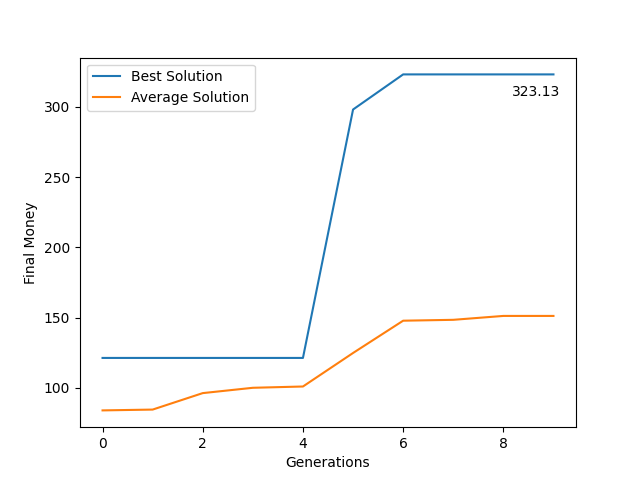 Best Solution
Average Solution
323.13
300
250
200
150
100
0 2 4 6 8
Final Money
Generations